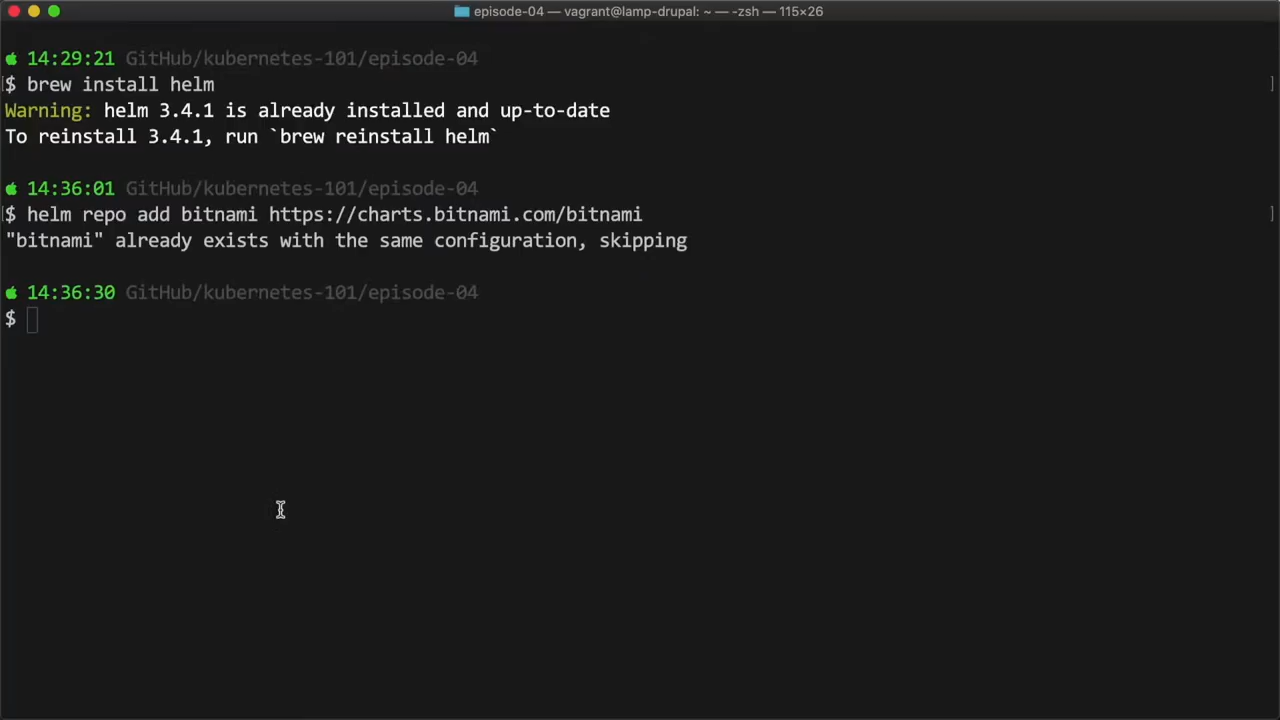 episode-04 — vagrant@lamp-drupal: ~ — -zsh — 115×26
14:29:21 GitHub/kubernetes-101/episode-04
$ brew install helm
Warning: helm 3.4.1 is already installed and up-to-date
To reinstall 3.4.1, run `brew reinstall helm`
14:36:01 GitHub/kubernetes-101/episode-04
$ helm repo add bitnami https://charts.bitnami.com/bitnami
"bitnami" already exists with the same configuration, skipping
14:36:30 GitHub/kubernetes-101/episode-04
$